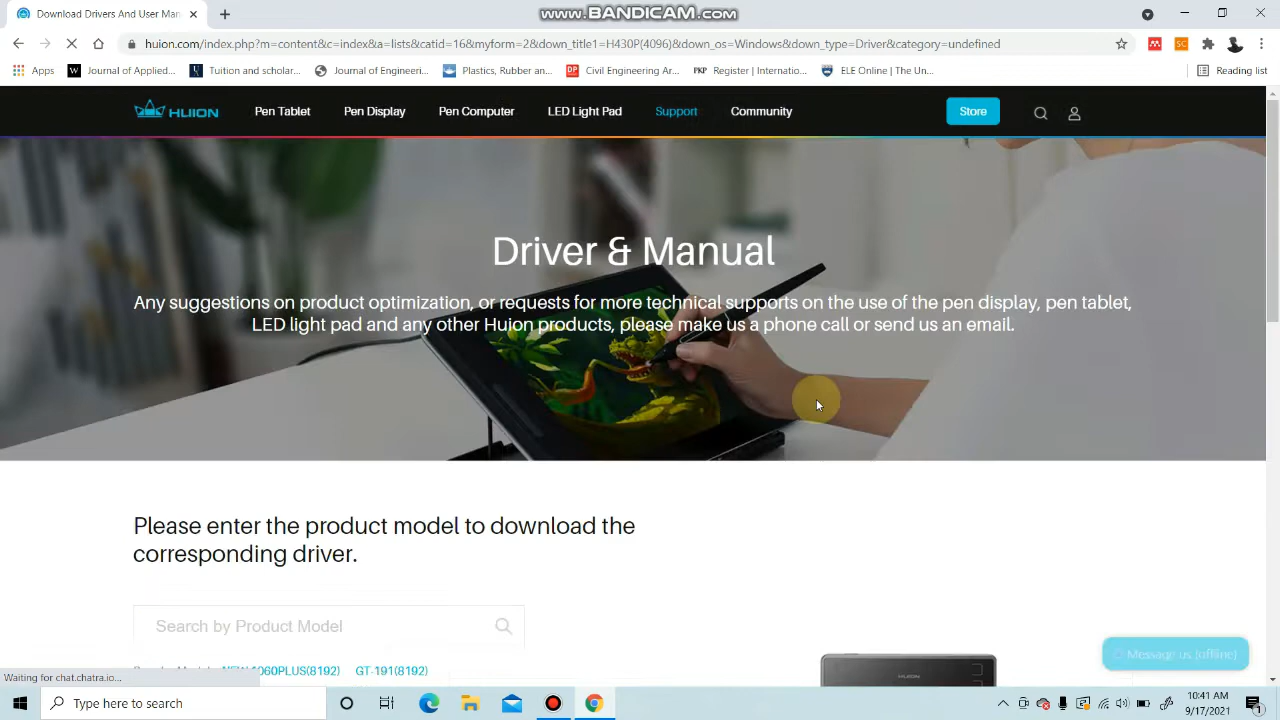 www.BANDICAM.com
Download Drivers And User Man
huion.com/index.php?m=content&c=index&a=lists&catid=16&tranform=2&down_title1=H430P(4096)&down_cx=Windows&down_type=Driver&category=undefined
Apps
Journal of Applied...
Tuition and scholar...
Journal of Engineeri...
Plastics, Rubber an...
Civil Engineering Ar...
Register | Internatio...
ELE Online | The Un...
Reading list
HUION
Pen Tablet
Pen Display
Pen Computer
LED Light Pad
Support
Community
Store
Driver & Manual
Any suggestions on product optimization, or requests for more technical supports on the use of the pen display, pen tablet,
LED light pad and any other Huion products, please make us a phone call or send us an email.
Please enter the product model to download the
corresponding driver.
Search by Product Model
1060PLUS(8192)
GT-191(8192)
HUION
Message us (offline)
Waiting for chat.chatra.io...
Type here to search
10:41 AM
9/17/2021